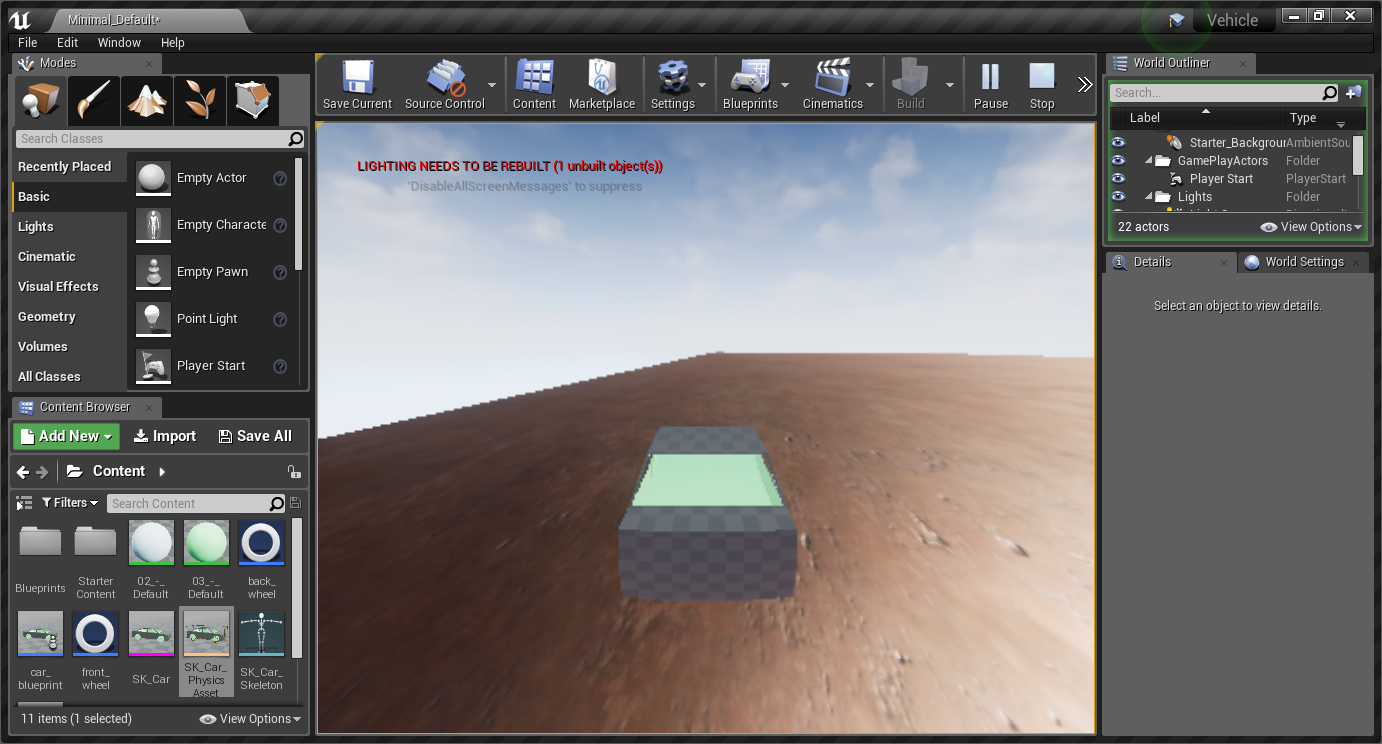 Minimal_Default*
Vehicle
File Edit Window Help
Modes
Search Classes
Recently Placed
Basic
Lights
Cinematic
Visual Effects
Geometry
Volumes
All Classes
Empty Actor
Empty Characte
Empty Pawn
Point Light
Player Start
Save Current
Source Control
Content
Marketplace
Settings
Blueprints
Cinematics
Build
Pause
Stop
LIGHTING NEEDS TO BE REBUILT (1 unbuilt object(s))
'DisableAllScreenMessages' to suppress
World Outliner
Search...
Label Type
Starter_Backgroun AmbientSou
GamePlayActors Folder
Player Start PlayerStart
Lights Folder
22 actors
View Options
Details
World Settings
Select an object to view details.
Content Browser
Add New
Import
Save All
Content
Filters
Search Content
Blueprints
Starter
Content
02_-_
Default
03_-_
Default
back_
wheel
car_
blueprint
front_
wheel
SK_Car
SK_Car_
Physics
Asset
SK_Car_
Skeleton
11 items (1 selected)
View Options